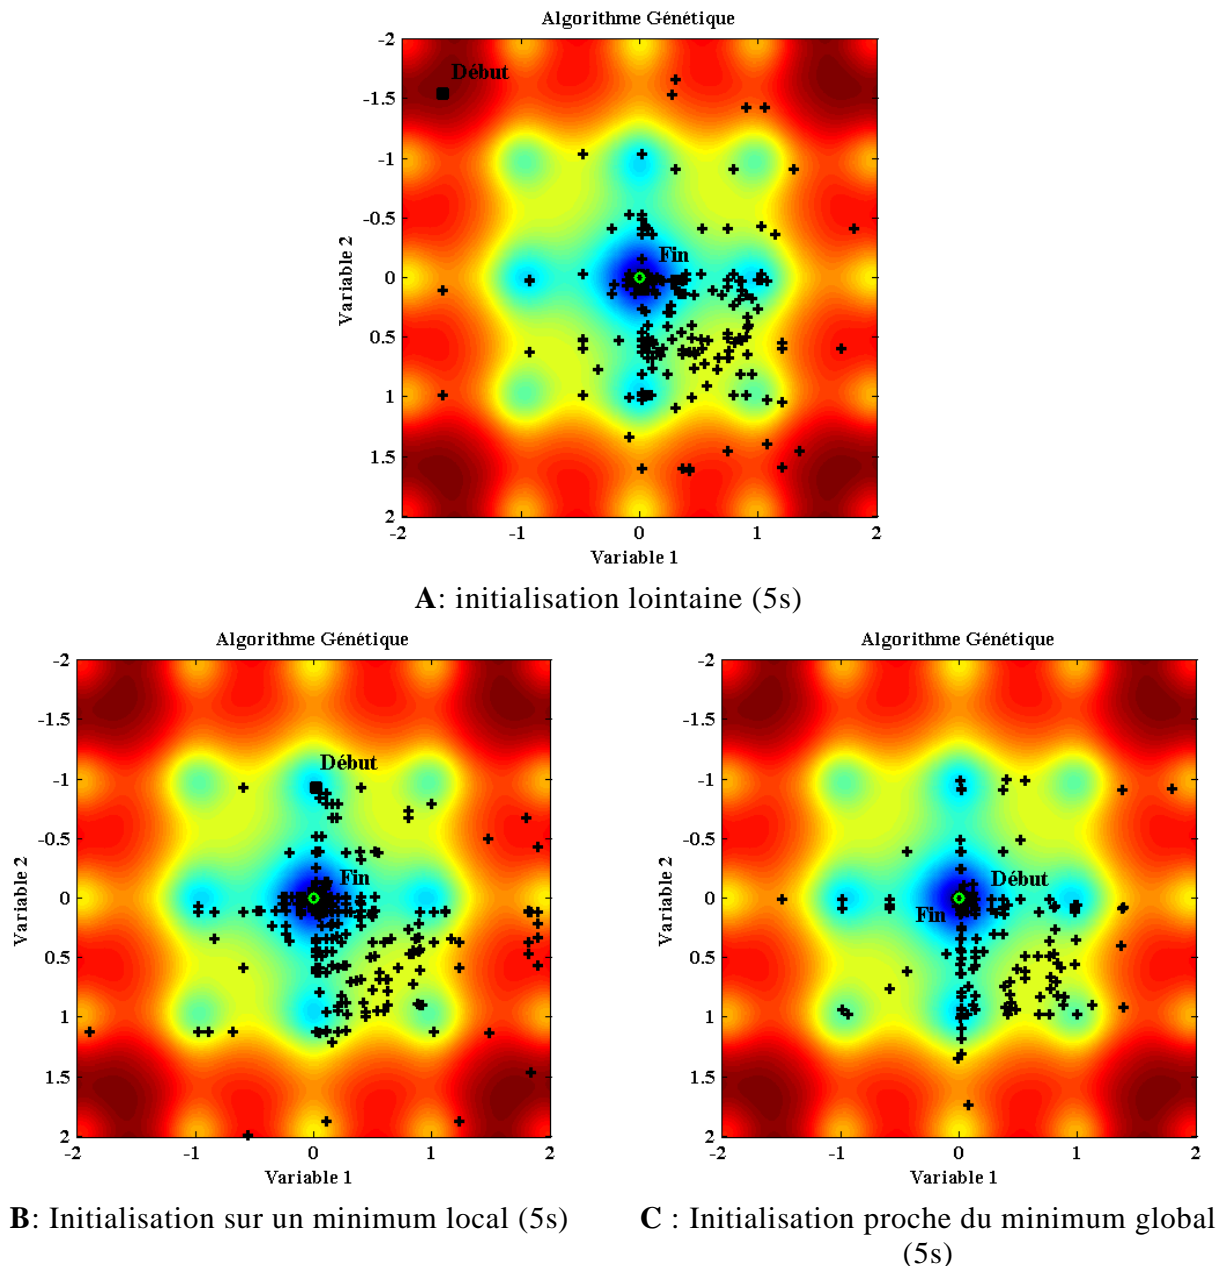 Algorithme Génétique
-2
Début
-1.5
-1
-0.5
Fin
0
Variable 2
0.5
1
1.5
2
-2 -1 0 1 2
Variable 1
A: initialisation lointaine (5s)
Algorithme Génétique
-2
-1.5
Début
-1
-0.5
Fin
0
Variable 2
0.5
1
1.5
2
-2 -1 0 1 2
Variable 1
B: Initialisation sur un minimum local (5s)
Algorithme Génétique
-2
-1.5
-1
-0.5
Début
0
Fin
Variable 2
0.5
1
1.5
2
-2 -1 0 1 2
Variable 1
C : Initialisation proche du minimum global
(5s)